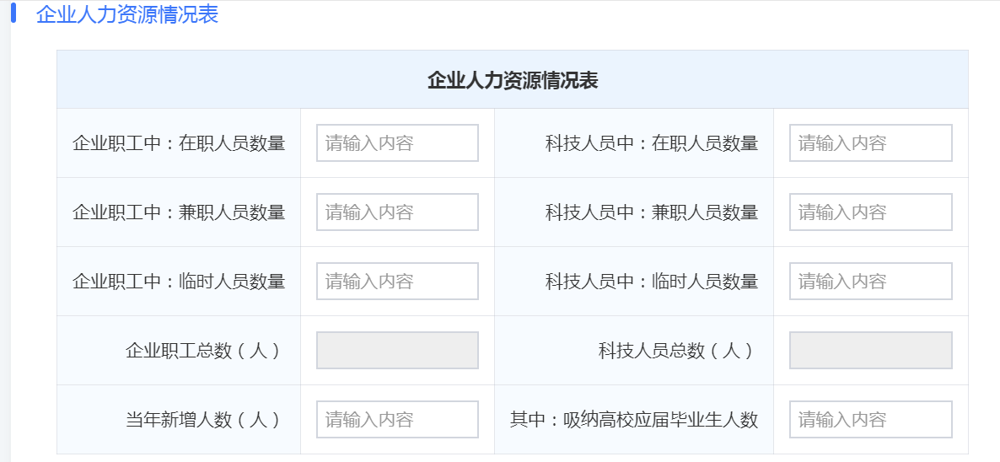 企业人力资源情况表
企业人力资源情况表
企业职工中：在职人员数量 请输入内容 科技人员中：在职人员数量 请输入内容
企业职工中：兼职人员数量 请输入内容 科技人员中：兼职人员数量 请输入内容
企业职工中：临时人员数量 请输入内容 科技人员中：临时人员数量 请输入内容
企业职工总数（人） 科技人员总数（人）
当年新增人数（人） 请输入内容 其中：吸纳高校应届毕业生人数 请输入内容